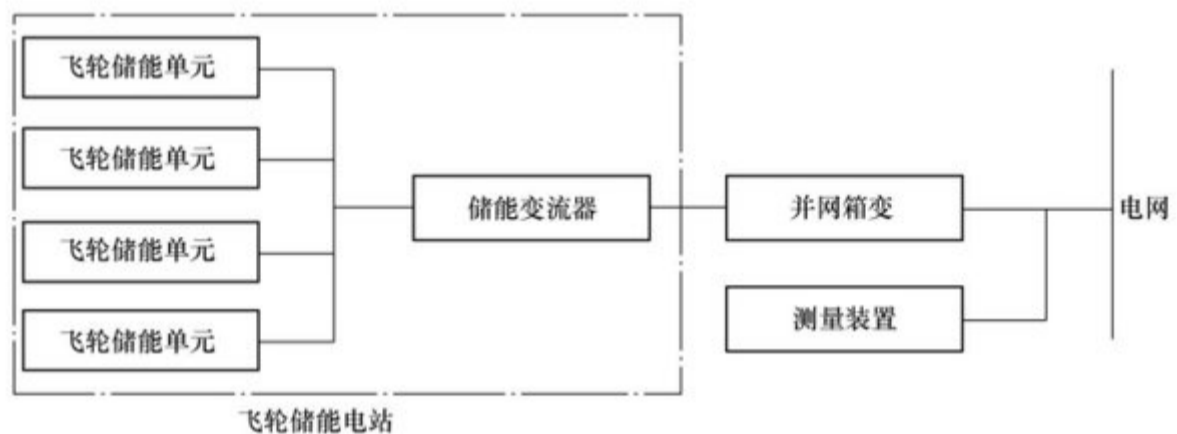 飞轮储能单元
飞轮储能单元
飞轮储能单元
飞轮储能单元
储能变流器
并网箱变
测量装置
电网
飞轮储能电站